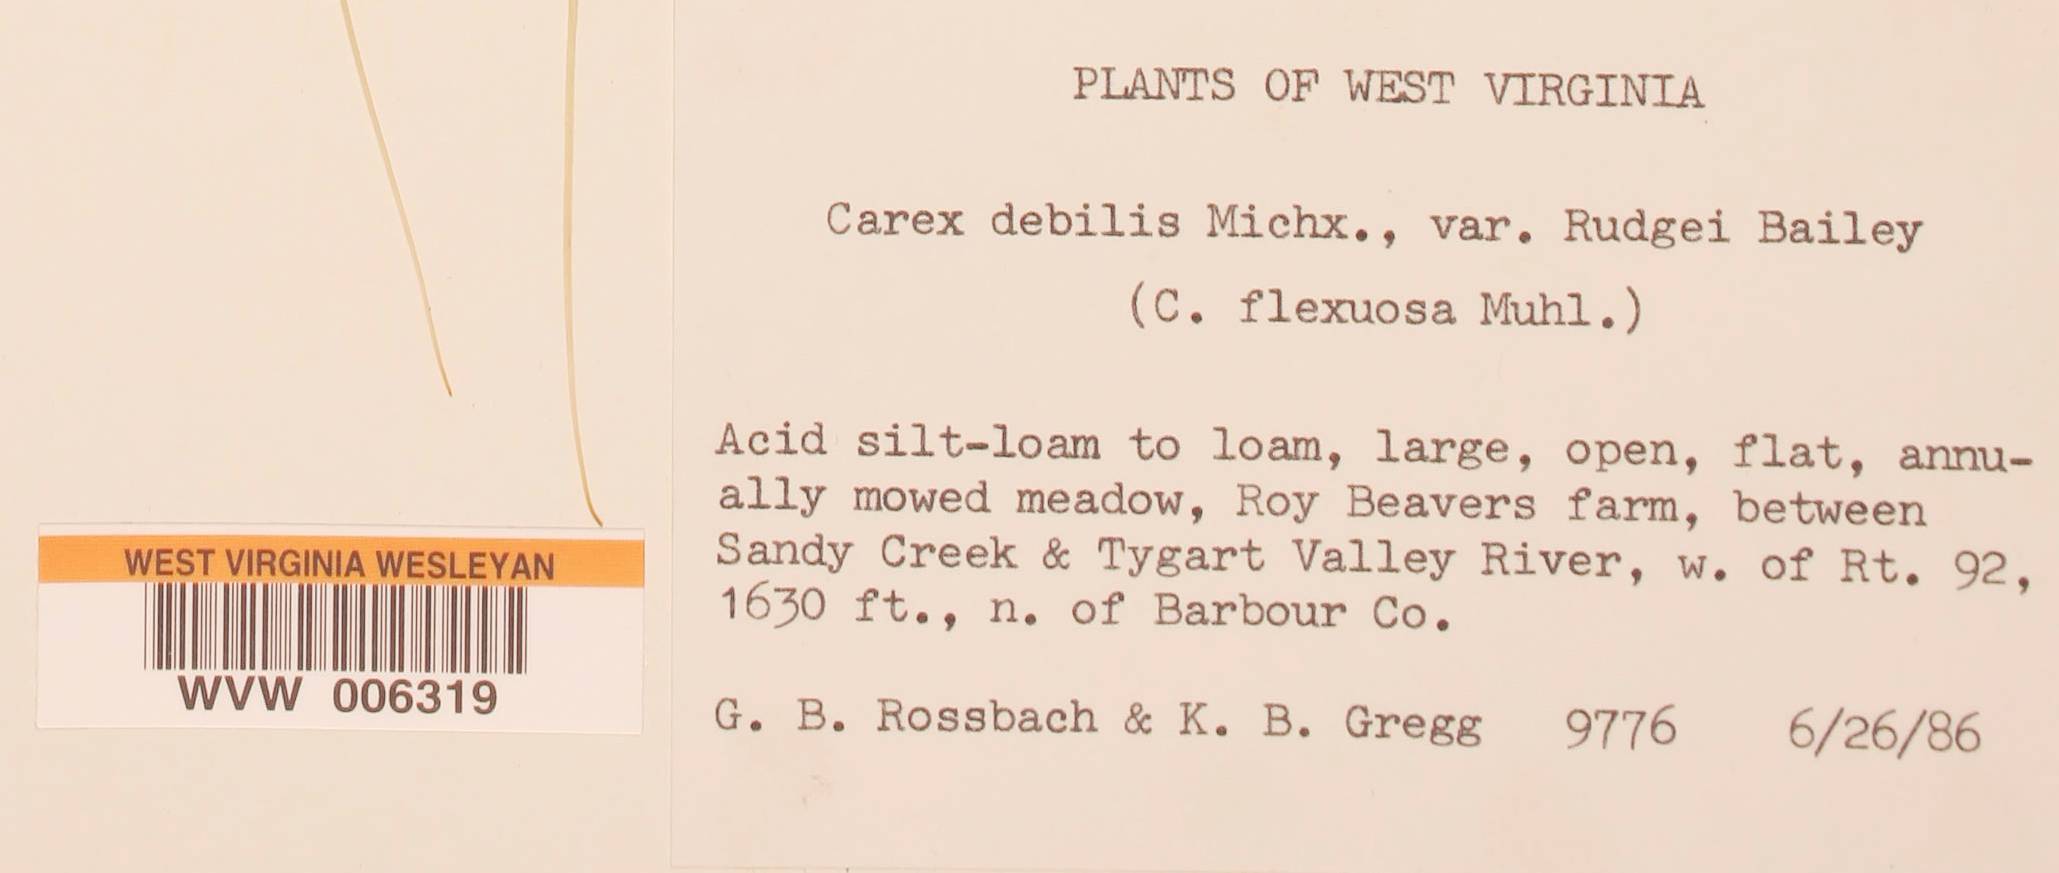 PLANTS OF WEST VIRGINIA
Carex debilis Michx., var. Rudgei Bailey
(C. flexuosa Muhl.)
Acid silt-loam to loam, large, open, flat, annu-
ally mowed meadow, Roy Beavers farm, between
Sandy Creek & Tygart Valley River, w. of Rt. 92,
1630 ft., n. of Barbour Co.
G. B. Rossbach & K. B. Gregg 9776 6/26/86
WEST VIRGINIA WESLEYAN
WVW 006319